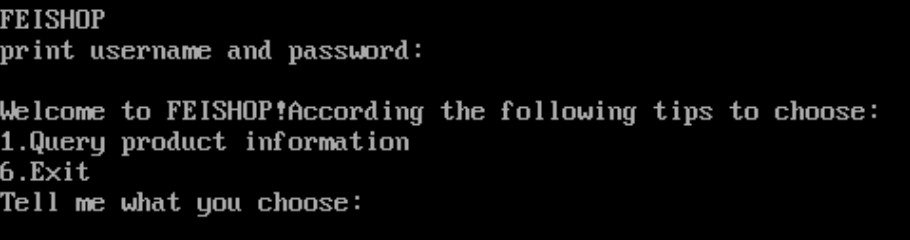 FEISHOP
print username and password:
Welcome to FEISHOP!According the following tips to choose:
1.Query product information
6.Exit
Tell me what you choose: